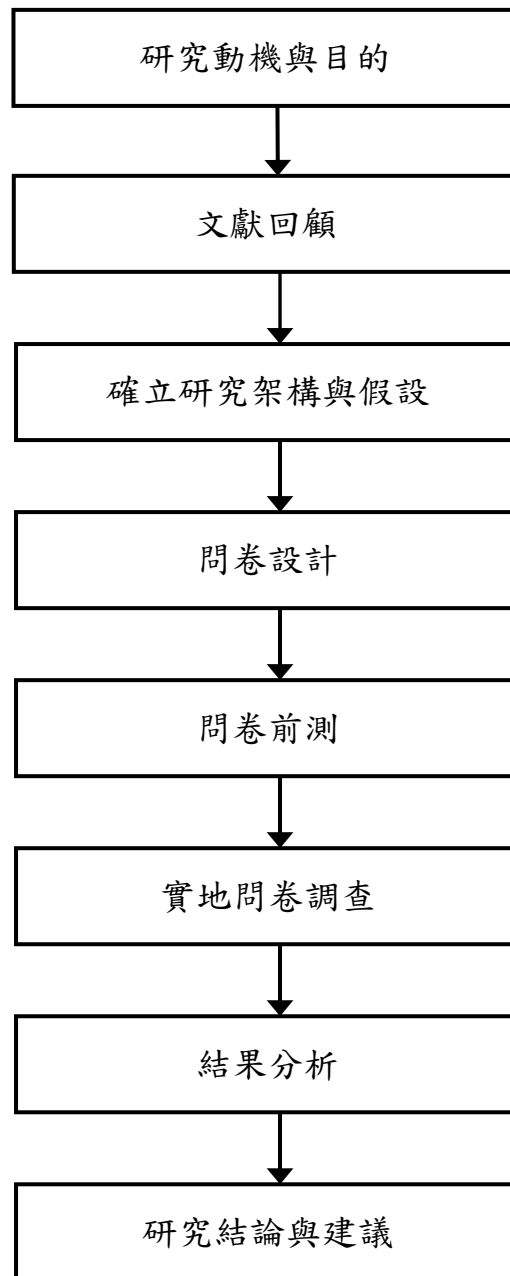 研究動機與目的
文獻回顧
確立研究架構與假設
問卷設計
問卷前測
實地問卷調查
結果分析
研究結論與建議